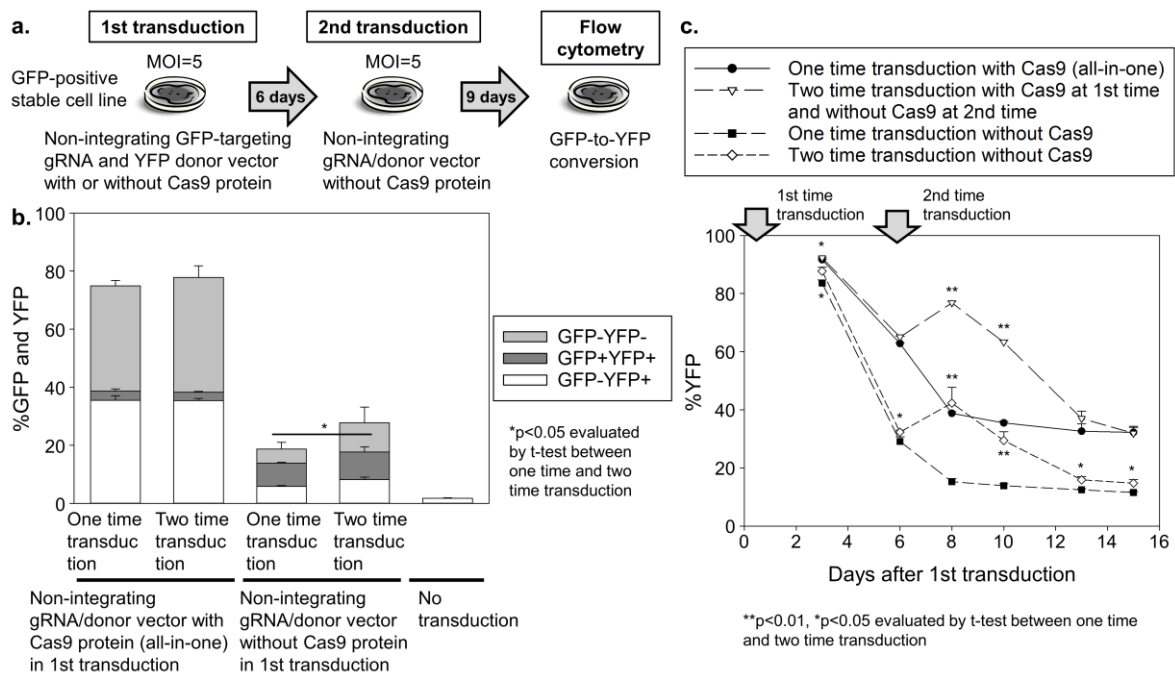 a.
1st transduction
2nd transduction
Flow
cytometry
MOI=5
MOI=5
GFP-positive
stable cell line
6 days
9 days
Non-integrating GFP-targeting
gRNA and YFP donor vector
with or without Cas9 protein
Non-integrating
gRNA/donor vector
without Cas9 protein
GFP-to-YFP
conversion
b.
100
80
60
40
20
0
%GFP and YFP
*
GFP-YFP-
GFP+YFP+
GFP-YFP+
*p<0.05 evaluated
by t-test between
one time and two
time transduction
One time
transduc
tion
Two time
transduc
tion
One time
transduc
tion
Two time
transduc
tion
Non-integrating
gRNA/donor vector with
Cas9 protein (all-in-one)
in 1st transduction
Non-integrating
gRNA/donor vector
without Cas9 protein
in 1st transduction
No
transduction
c.
One time transduction with Cas9 (all-in-one)
Two time transduction with Cas9 at 1st time
and without Cas9 at 2nd time
One time transduction without Cas9
Two time transduction without Cas9
1st time
transduction
2nd time
transduction
100
80
60
40
20
0
%YFP
*
*
*
**
**
**
**
*
*
0
2
4
6
8
10
12
14
16
Days after 1st transduction
**p<0.01, *p<0.05 evaluated by t-test between one time
and two time transduction